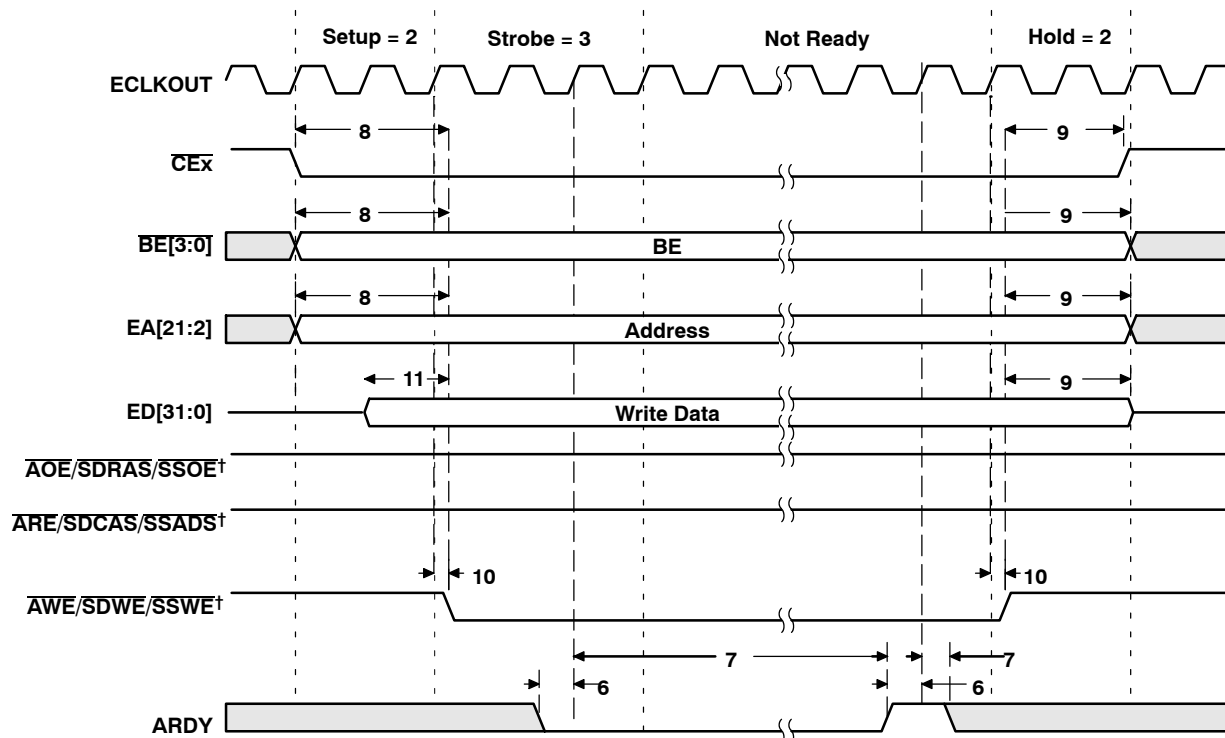 Setup = 2 Strobe = 3 Not Ready Hold = 2
ECLKOUT
8 9
CEx
8 9
BE[3:0] BE
8 9
EA[21:2] Address
11 9
ED[31:0] Write Data
AOE/SDRAS/SSOE†
ARE/SDCAS/SSADS†
10 10
AWE/SDWE/SSWE†
7 7
6 6
ARDY